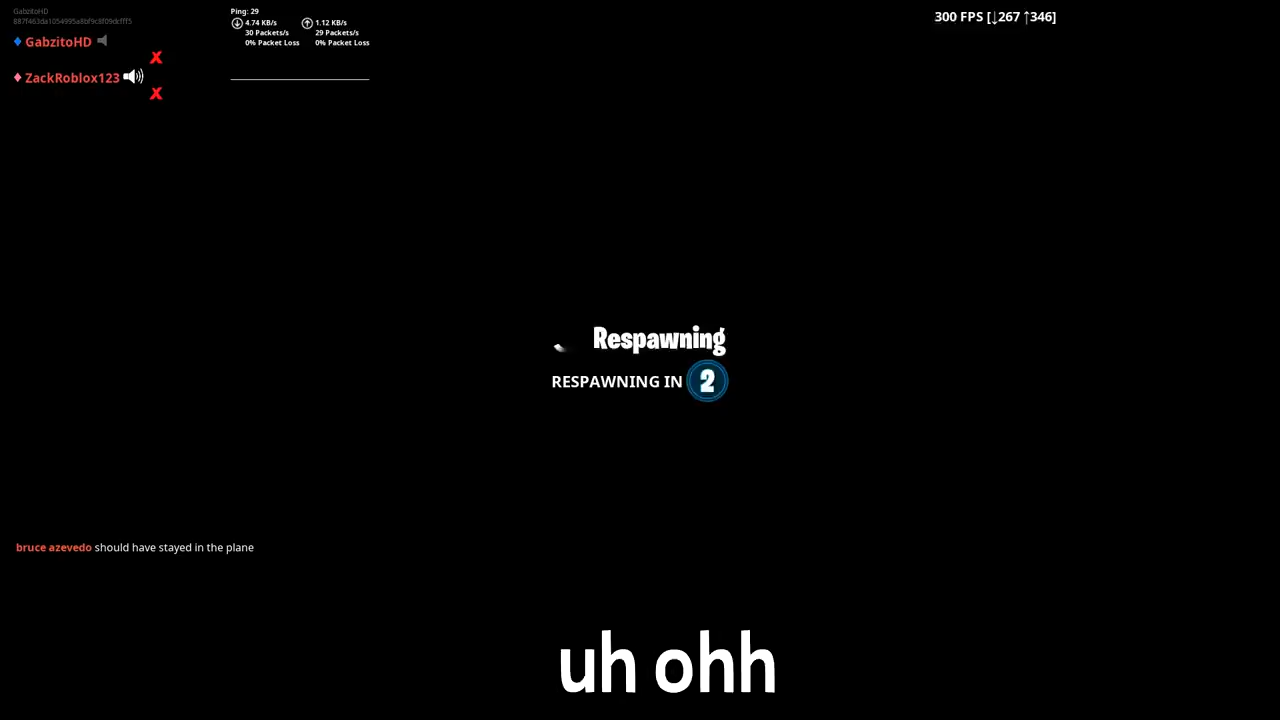 GabzitoHD
GabzitoHD
X
ZackRoblox123
X
Ping: 29
4.74 KB/s 1.12 KB/s
30 Packets/s 29 Packets/s
0% Packet Loss 0% Packet Loss
300 FPS [↓267 ↑346]
Respawning
RESPAWNING IN 2
bruce azevedo should have stayed in the plane
uh ohh